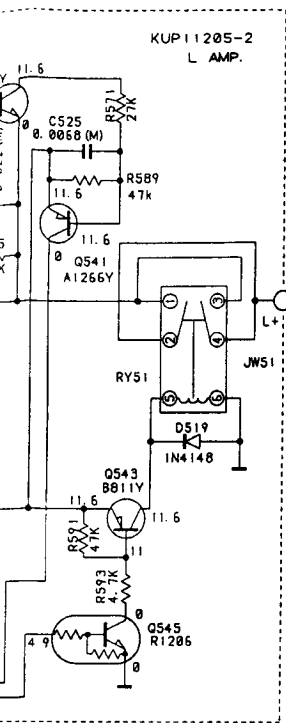 KUP11205-2
L AMP.
Y
11.6
R571
27K
C525
0.0068(M)
0
R589
47k
11.6
11.6
0
Q541
A1266Y
1
3
2
4
L+
RY51
JW51
5
6
D519
1N4148
Q543
B811Y
11.6
11.6
R591
47K
11
R593
4.7K
0
Q545
R1206
4.9
0